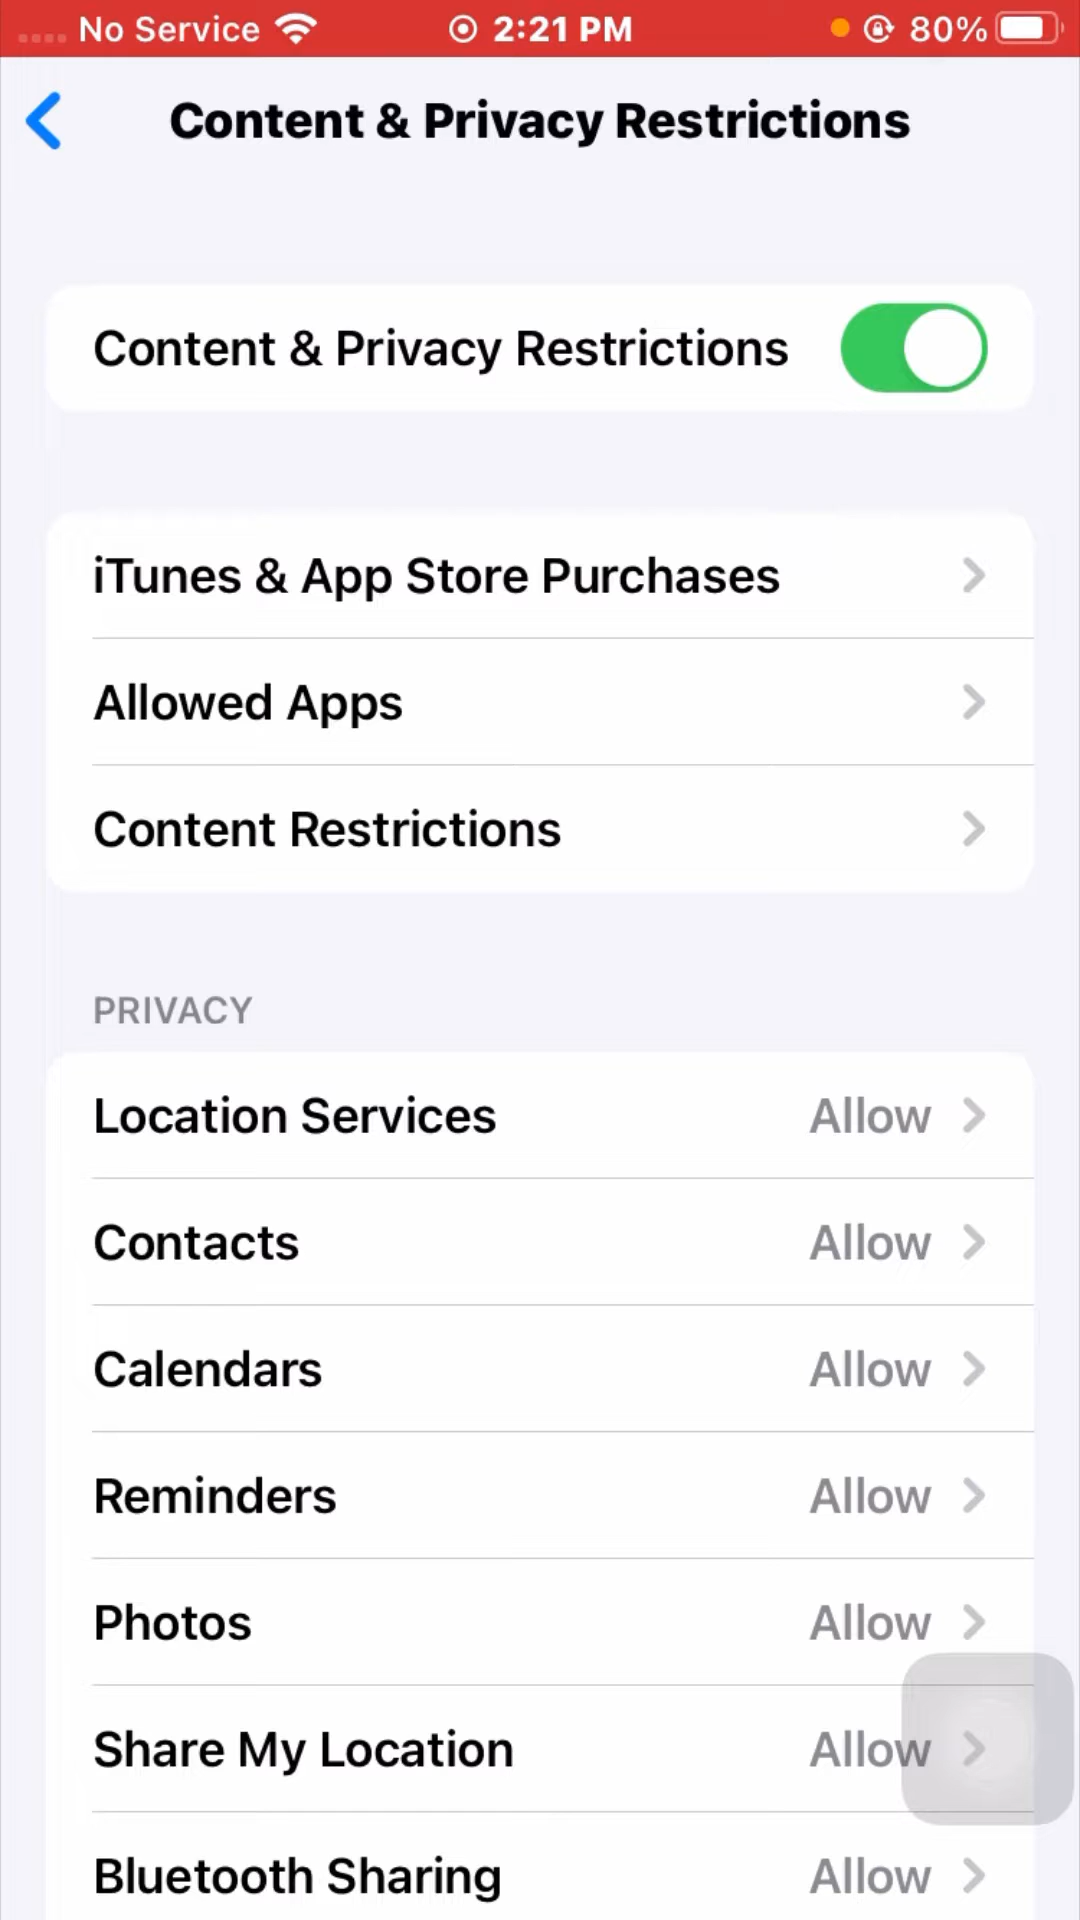 No Service 2:21 PM 80%
Content & Privacy Restrictions
Content & Privacy Restrictions
iTunes & App Store Purchases
Allowed Apps
Content Restrictions
PRIVACY
Location Services Allow
Contacts Allow
Calendars Allow
Reminders Allow
Photos Allow
Share My Location Allow
Bluetooth Sharing Allow